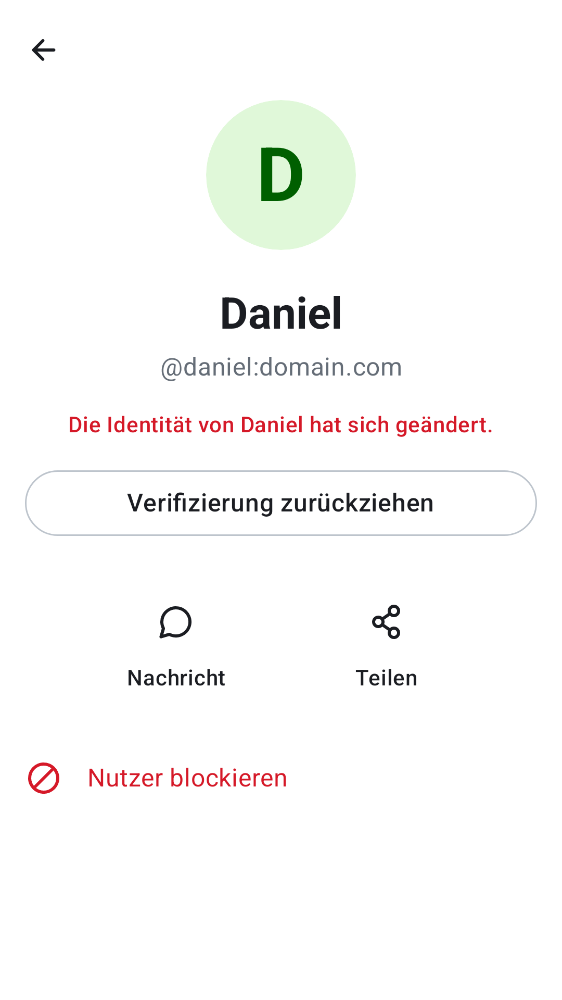 D
Daniel
@daniel:domain.com
Die Identität von Daniel hat sich geändert.
Verifizierung zurückziehen
Nachricht
Teilen
Nutzer blockieren